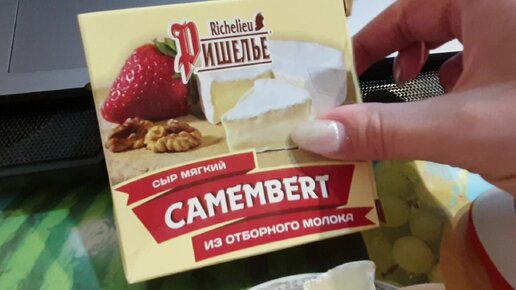 Richelieu
Ришелье
СЫР МЯГКИЙ
CAMEMBERT
ИЗ ОТБОРНОГО МОЛОКА